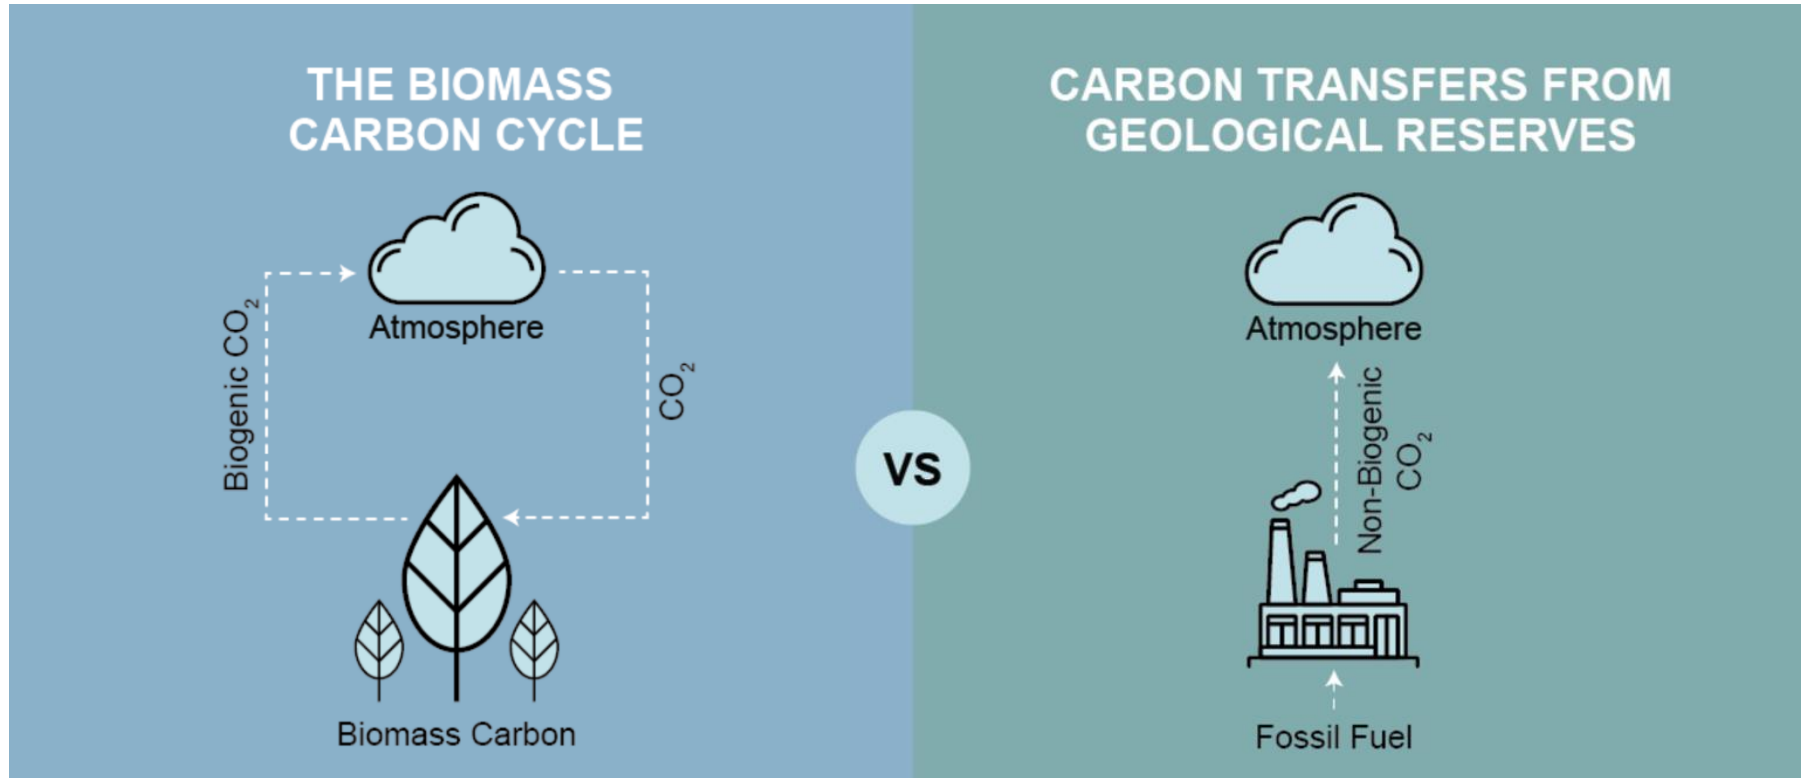 THE BIOMASS
CARBON CYCLE
Atmosphere
Biogenic CO₂
CO₂
Biomass Carbon
VS
CARBON TRANSFERS FROM
GEOLOGICAL RESERVES
Atmosphere
Non-Biogenic
CO₂
Fossil Fuel